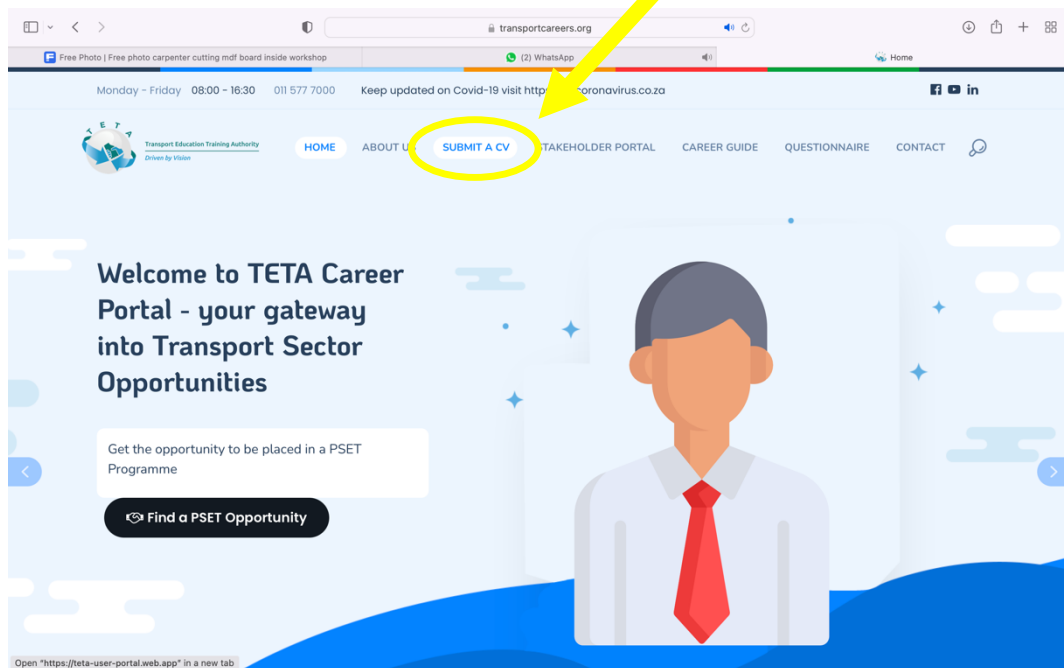 transportcareers.org
Free Photo | Free photo carpenter cutting mdf board inside workshop
(2) WhatsApp
Home
Monday - Friday 08:00 - 16:30 011 577 7000 Keep updated on Covid-19 visit coronavirus.co.za
TETA
Transport Education Training Authority
Driven by Vision
HOME ABOUT SUBMIT A CV STAKEHOLDER PORTAL CAREER GUIDE QUESTIONNAIRE CONTACT
Welcome to TETA Career
Portal - your gateway
into Transport Sector
Opportunities
Get the opportunity to be placed in a PSET
Programme
Find a PSET Opportunity
Open "https://teta-user-portal.web.app" in a new tab